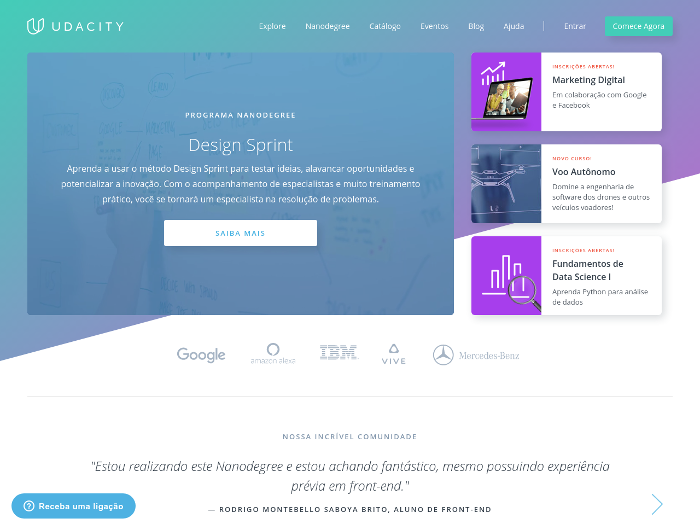 UDACITY
Explore Nanodegree Catálogo Eventos Blog Ajuda Entrar Comece Agora
PROGRAMA NANODEGREE
Design Sprint
Aprenda a usar o método Design Sprint para testar ideias, alavancar oportunidades e
potencializar a inovação. Com o acompanhamento de especialistas e muito treinamento
prático, você se tornará um especialista na resolução de problemas.
SAIBA MAIS
INSCRIÇÕES ABERTAS!
Marketing Digital
Em colaboração com Google
e Facebook
NOVO CURSO!
Voo Autônomo
Domine a engenharia de
software dos drones e outros
veículos voadores!
INSCRIÇÕES ABERTAS!
Fundamentos de
Data Science I
Aprenda Python para análise
de dados
Google amazon alexa IBM VIVE Mercedes-Benz
NOSSA INCRÍVEL COMUNIDADE
"Estou realizando este Nanodegree e estou achando fantástico, mesmo possuindo experiência
prévia em front-end."
— RODRIGO MONTEBELLO SABOYA BRITO, ALUNO DE FRONT-END
Receba uma ligação